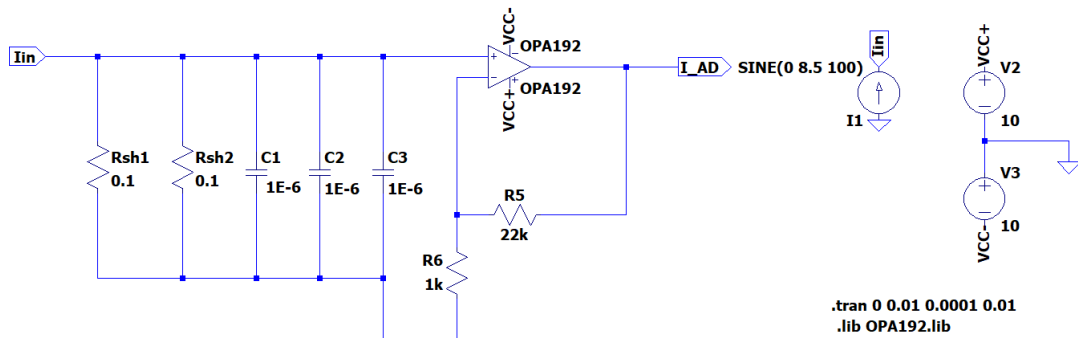 Iin
Rsh1
0.1
Rsh2
0.1
C1
1E-6
C2
1E-6
C3
1E-6
VCC-
OPA192
+
−
−
+
OPA192
VCC+
R5
22k
R6
1k
I_AD
SINE(0 8.5 100)
Iin
I1
VCC+
V2
+
−
10
V3
+
−
10
VCC-
.tran 0 0.01 0.0001 0.01
.lib OPA192.lib